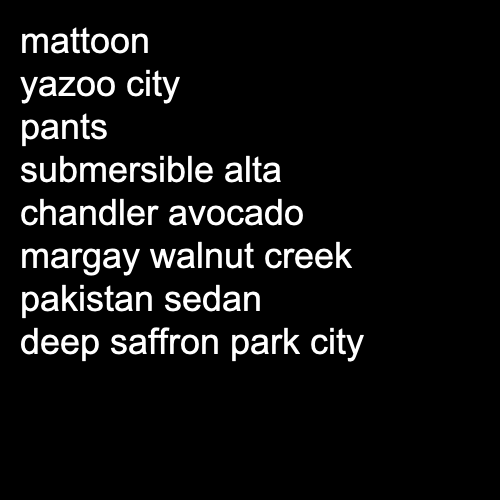 mattoon
yazoo city
pants
submersible alta
chandler avocado
margay walnut creek
pakistan sedan
deep saffron park city